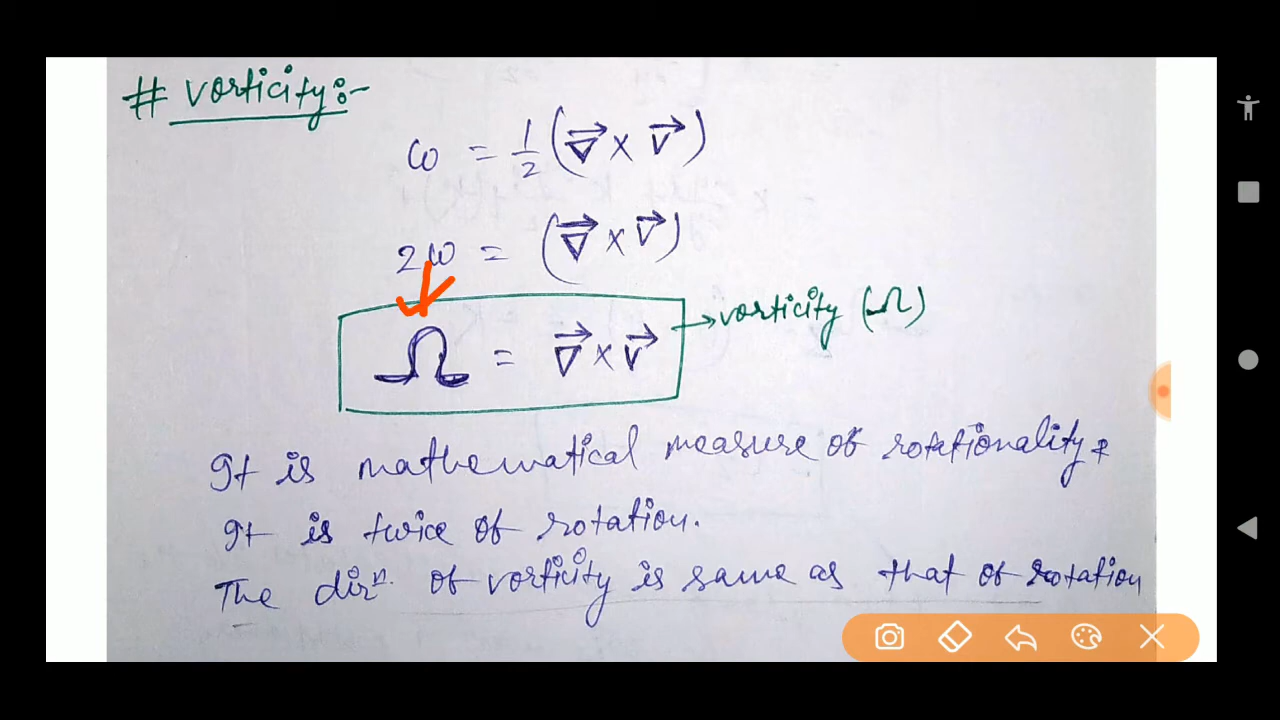 # Vorticity:-
ω = 1/2 (∇⃗ × V⃗)
2ω = (∇⃗ × V⃗)
Ω = ∇⃗ × V⃗ → vorticity (Ω)
It is mathematical measure of rotationality &
It is twice of rotation.
The dirⁿ. of vorticity is same as that of rotation